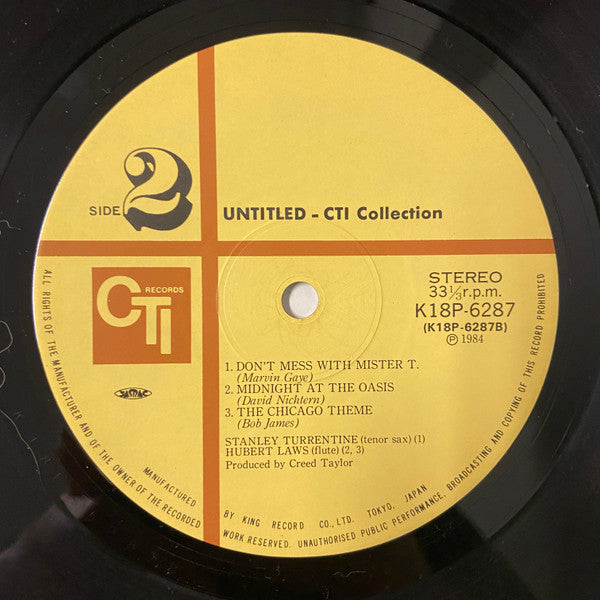 SIDE 2
UNTITLED - CTI Collection
CTI RECORDS
STEREO
33⅓ r.p.m.
K18P-6287
(K18P-6287B)
Ⓟ 1984
1. DON'T MESS WITH MISTER T.
(Marvin Gaye)
2. MIDNIGHT AT THE OASIS
(David Nichtern)
3. THE CHICAGO THEME
(Bob James)
STANLEY TURRENTINE (tenor sax) (1)
HUBERT LAWS (flute) (2, 3)
Produced by Creed Taylor
JASRAC
MANUFACTURED BY KING RECORD CO., LTD. TOKYO, JAPAN
ALL RIGHTS OF THE MANUFACTURER AND OF THE OWNER OF THE RECORDED WORK RESERVED. UNAUTHORISED PUBLIC PERFORMANCE, BROADCASTING AND COPYING OF THIS RECORD PROHIBITED